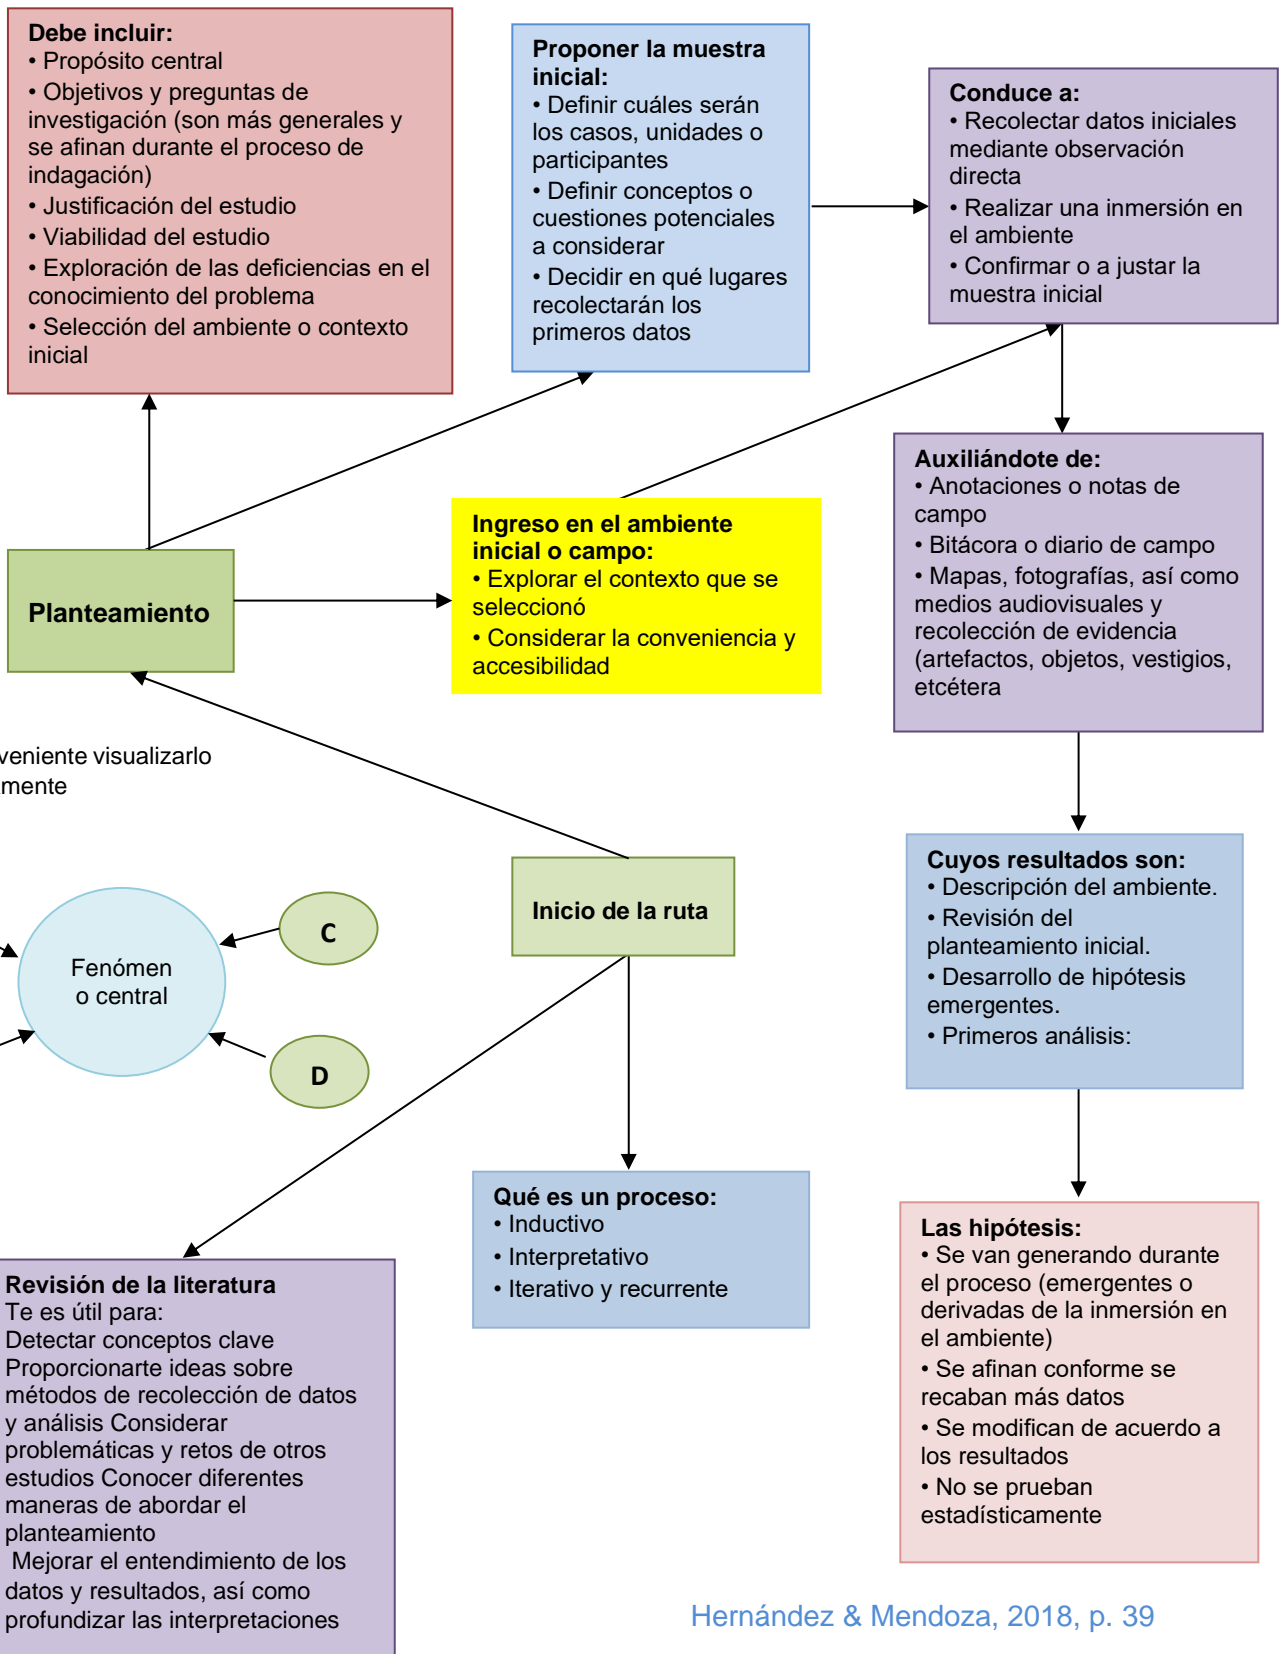 Debe incluir:
• Propósito central
• Objetivos y preguntas de
investigación (son más generales y
se afinan durante el proceso de
indagación)
• Justificación del estudio
• Viabilidad del estudio
• Exploración de las deficiencias en el
conocimiento del problema
• Selección del ambiente o contexto
inicial
Proponer la muestra
inicial:
• Definir cuáles serán
los casos, unidades o
participantes
• Definir conceptos o
cuestiones potenciales
a considerar
• Decidir en qué lugares
recolectarán los
primeros datos
Conduce a:
• Recolectar datos iniciales
mediante observación
directa
• Realizar una inmersión en
el ambiente
• Confirmar o a justar la
muestra inicial
Planteamiento
Ingreso en el ambiente
inicial o campo:
• Explorar el contexto que se
seleccionó
• Considerar la conveniencia y
accesibilidad
Auxiliándote de:
• Anotaciones o notas de
campo
• Bitácora o diario de campo
• Mapas, fotografías, así como
medios audiovisuales y
recolección de evidencia
(artefactos, objetos, vestigios,
etcétera
veniente visualizarlo
amente
Fenómen
o central
C
D
Inicio de la ruta
Cuyos resultados son:
• Descripción del ambiente.
• Revisión del
planteamiento inicial.
• Desarrollo de hipótesis
emergentes.
• Primeros análisis:
Qué es un proceso:
• Inductivo
• Interpretativo
• Iterativo y recurrente
Las hipótesis:
• Se van generando durante
el proceso (emergentes o
derivadas de la inmersión en
el ambiente)
• Se afinan conforme se
recaban más datos
• Se modifican de acuerdo a
los resultados
• No se prueban
estadísticamente
Revisión de la literatura
Te es útil para:
Detectar conceptos clave
Proporcionarte ideas sobre
métodos de recolección de datos
y análisis Considerar
problemáticas y retos de otros
estudios Conocer diferentes
maneras de abordar el
planteamiento
Mejorar el entendimiento de los
datos y resultados, así como
profundizar las interpretaciones
Hernández & Mendoza, 2018, p. 39